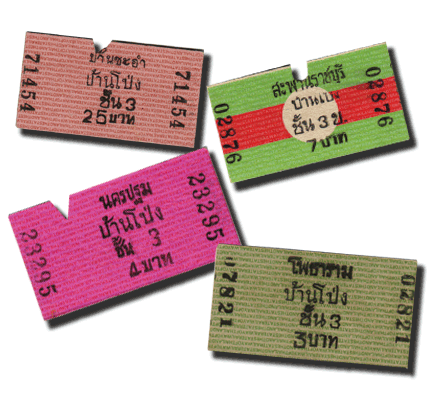 บ้านชะอำ
บ้านโป่ง
ชั้น 3
25 บาท
71454
71454
สะพานราชบุรี
บ้านโป่ง
ชั้น 3 ข.
7 บาท
02876
02876
นครปฐม
บ้านโป่ง
ชั้น 3
4 บาท
23295
23295
โพธาราม
บ้านโป่ง
ชั้น 3
3 บาท
07821
02821